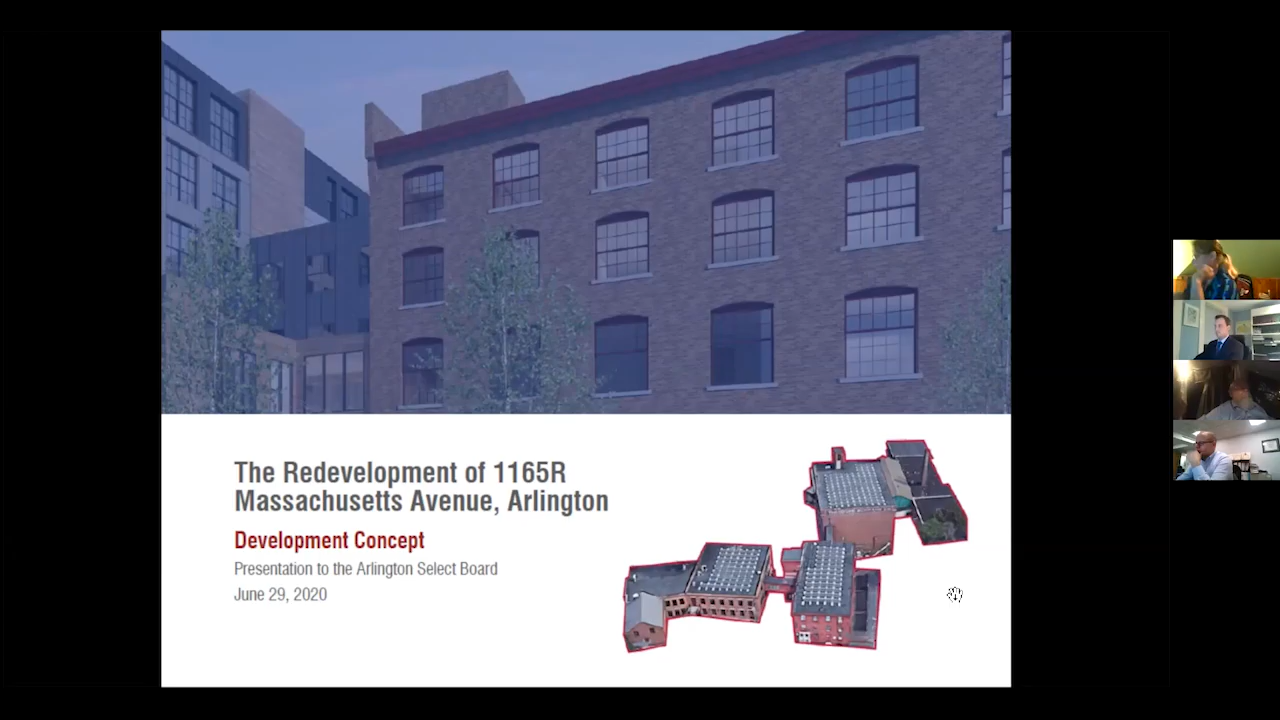 The Redevelopment of 1165R
Massachusetts Avenue, Arlington
Development Concept
Presentation to the Arlington Select Board
June 29, 2020